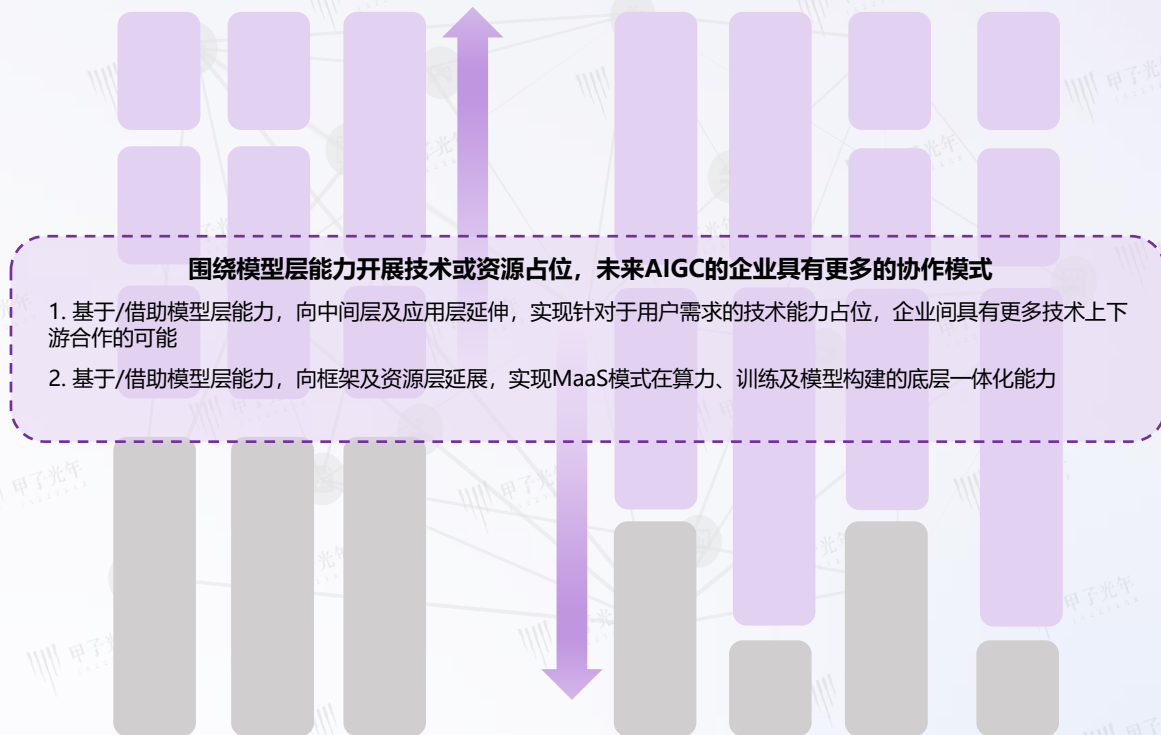 围绕模型层能力开展技术或资源占位，未来AIGC的企业具有更多的协作模式
1. 基于/借助模型层能力，向中间层及应用层延伸，实现针对于用户需求的技术能力占位，企业间具有更多技术上下
游合作的可能
2. 基于/借助模型层能力，向框架及资源层延展，实现MaaS模式在算力、训练及模型构建的底层一体化能力
甲子光年